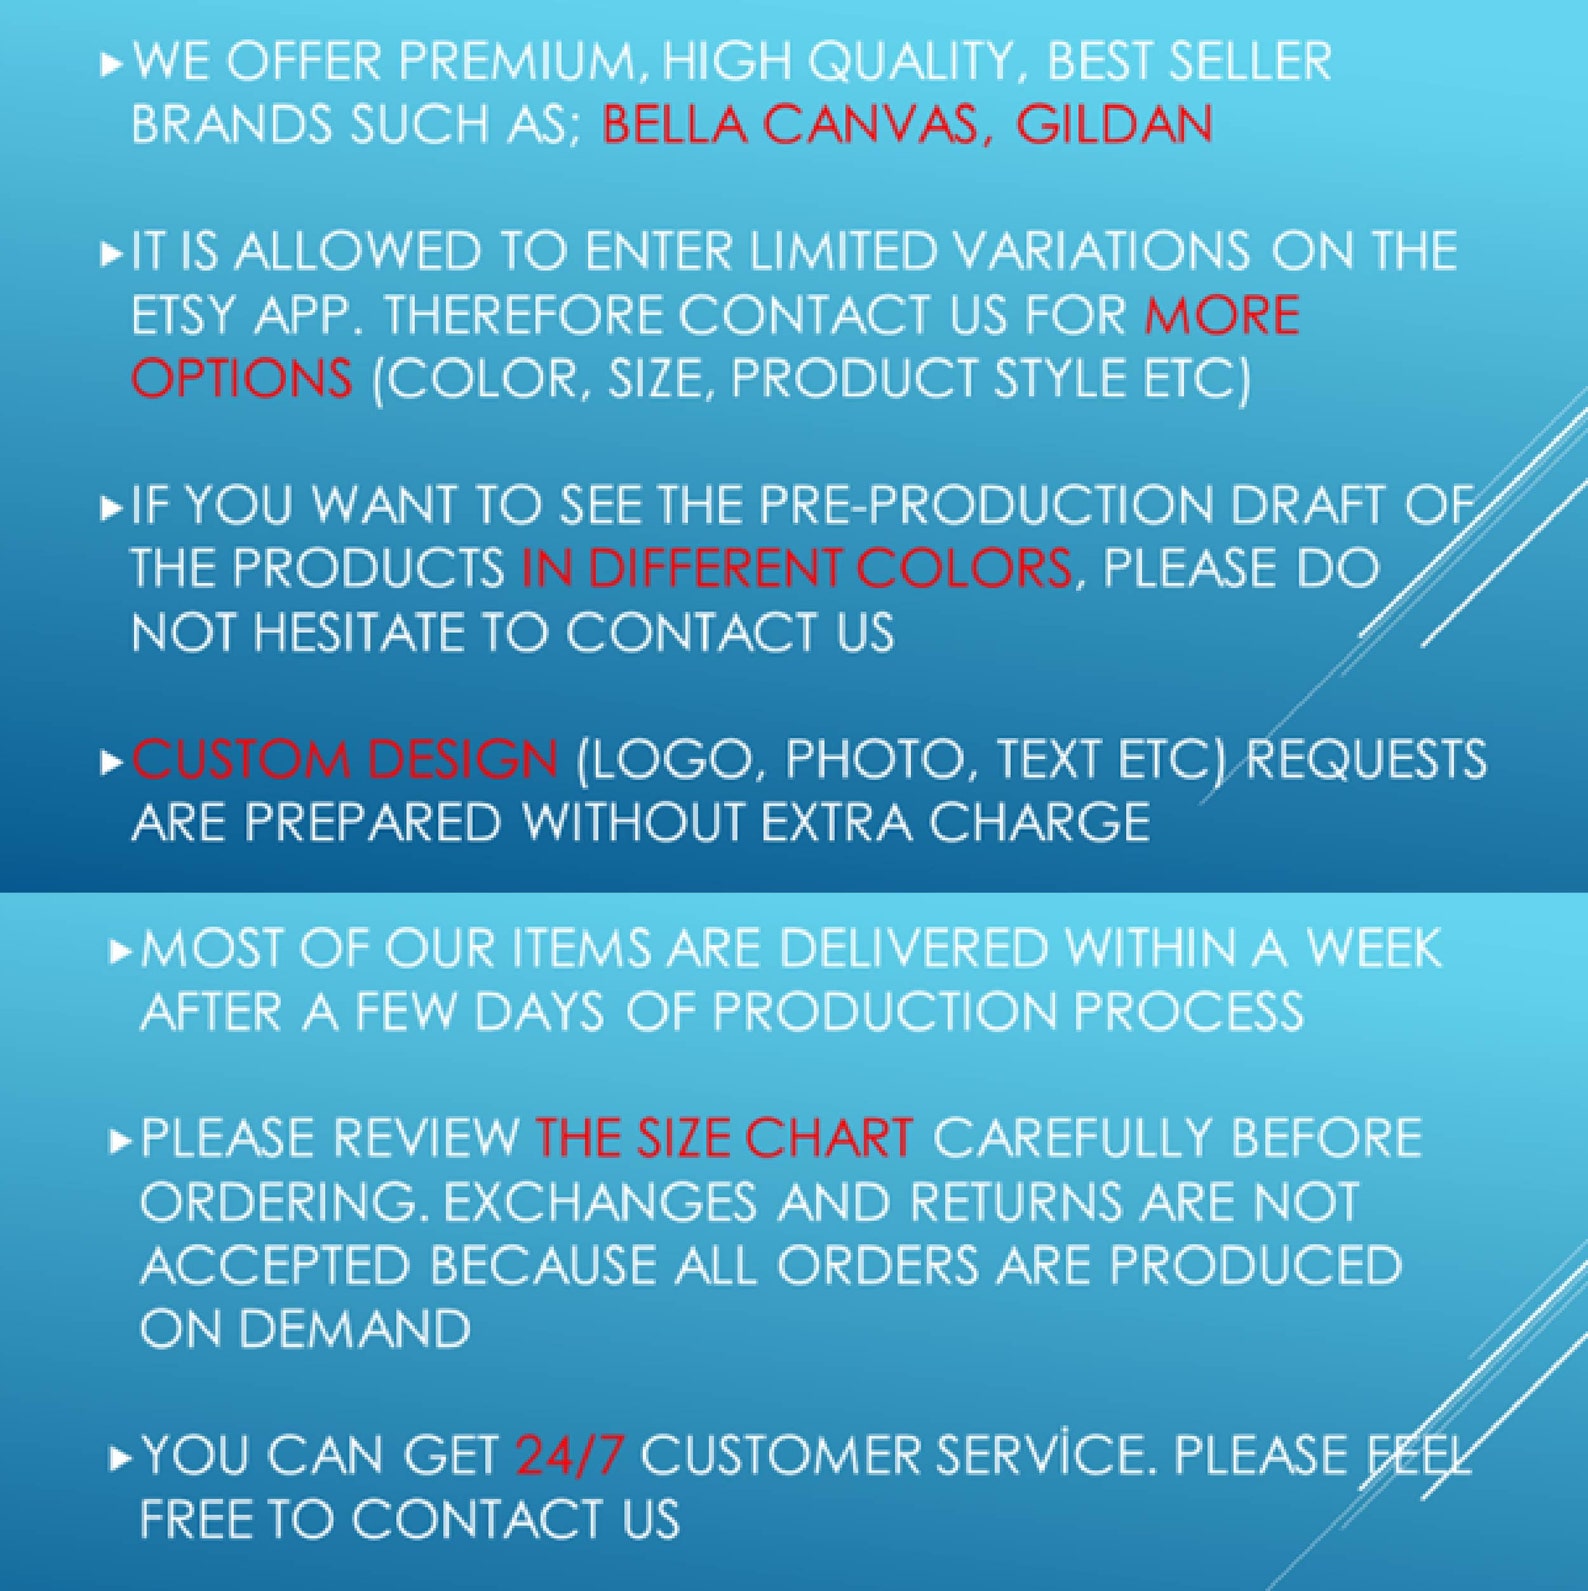 WE OFFER PREMIUM, HIGH QUALITY, BEST SELLER
BRANDS SUCH AS; BELLA CANVAS, GILDAN
IT IS ALLOWED TO ENTER LIMITED VARIATIONS ON THE
ETSY APP. THEREFORE CONTACT US FOR MORE
OPTIONS (COLOR, SIZE, PRODUCT STYLE ETC)
IF YOU WANT TO SEE THE PRE-PRODUCTION DRAFT OF
THE PRODUCTS IN DIFFERENT COLORS, PLEASE DO
NOT HESITATE TO CONTACT US
CUSTOM DESIGN (LOGO, PHOTO, TEXT ETC) REQUESTS
ARE PREPARED WITHOUT EXTRA CHARGE
MOST OF OUR ITEMS ARE DELIVERED WITHIN A WEEK
AFTER A FEW DAYS OF PRODUCTION PROCESS
PLEASE REVIEW THE SIZE CHART CAREFULLY BEFORE
ORDERING. EXCHANGES AND RETURNS ARE NOT
ACCEPTED BECAUSE ALL ORDERS ARE PRODUCED
ON DEMAND
YOU CAN GET 24/7 CUSTOMER SERVİCE. PLEASE FEEL
FREE TO CONTACT US